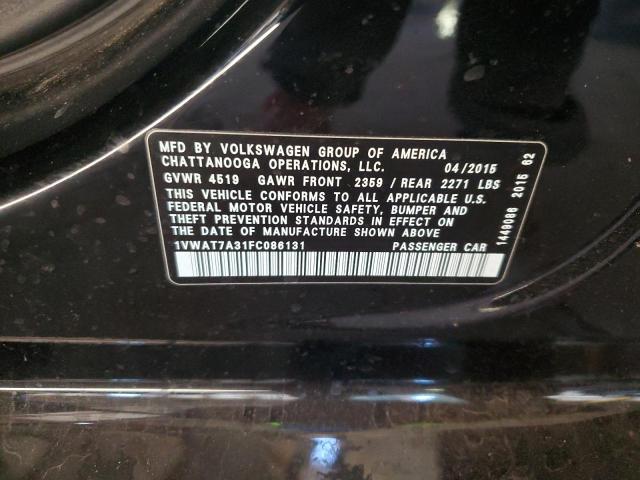 MFD BY VOLKSWAGEN GROUP OF AMERICA
CHATTANOOGA OPERATIONS, LLC. 04/2015
GVWR 4519 GAWR FRONT 2359 / REAR 2271 LBS
THIS VEHICLE CONFORMS TO ALL APPLICABLE U.S.
FEDERAL MOTOR VEHICLE SAFETY, BUMPER AND
THEFT PREVENTION STANDARDS IN EFFECT ON THE
DATE OF MANUFACTURE SHOWN ABOVE
1VWAT7A31FC086131 PASSENGER CAR
1449088 2015 62